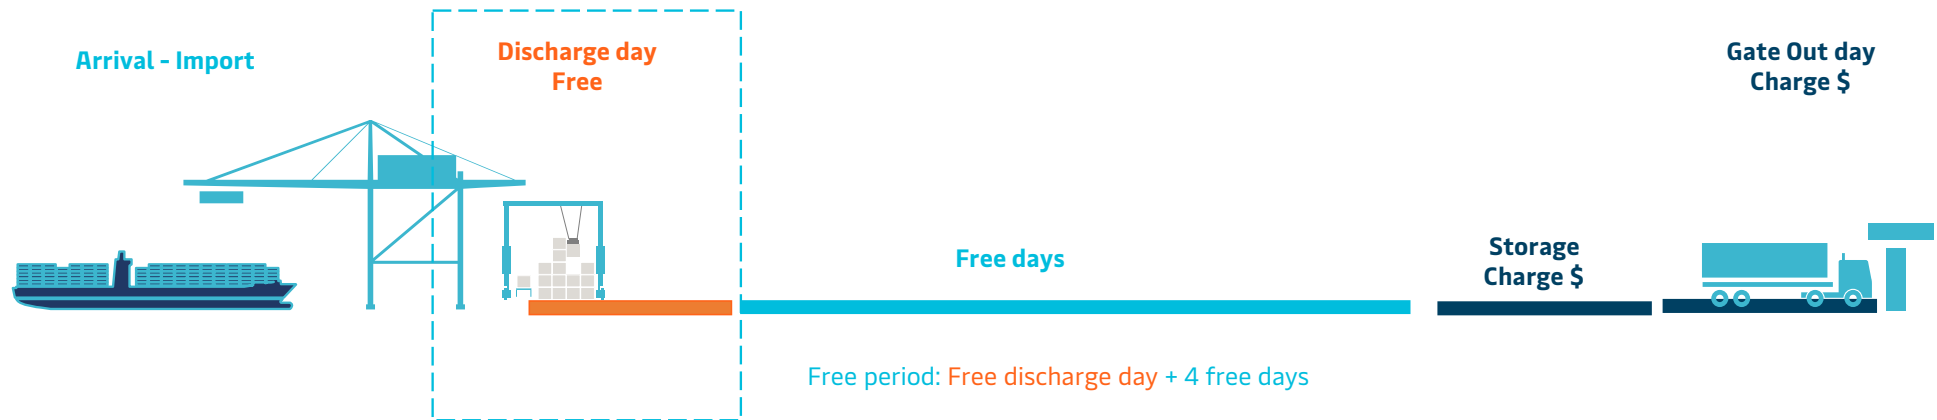 Arrival - Import
Discharge day
Free
Gate Out day
Charge $
Free days
Storage
Charge $
Free period: Free discharge day + 4 free days